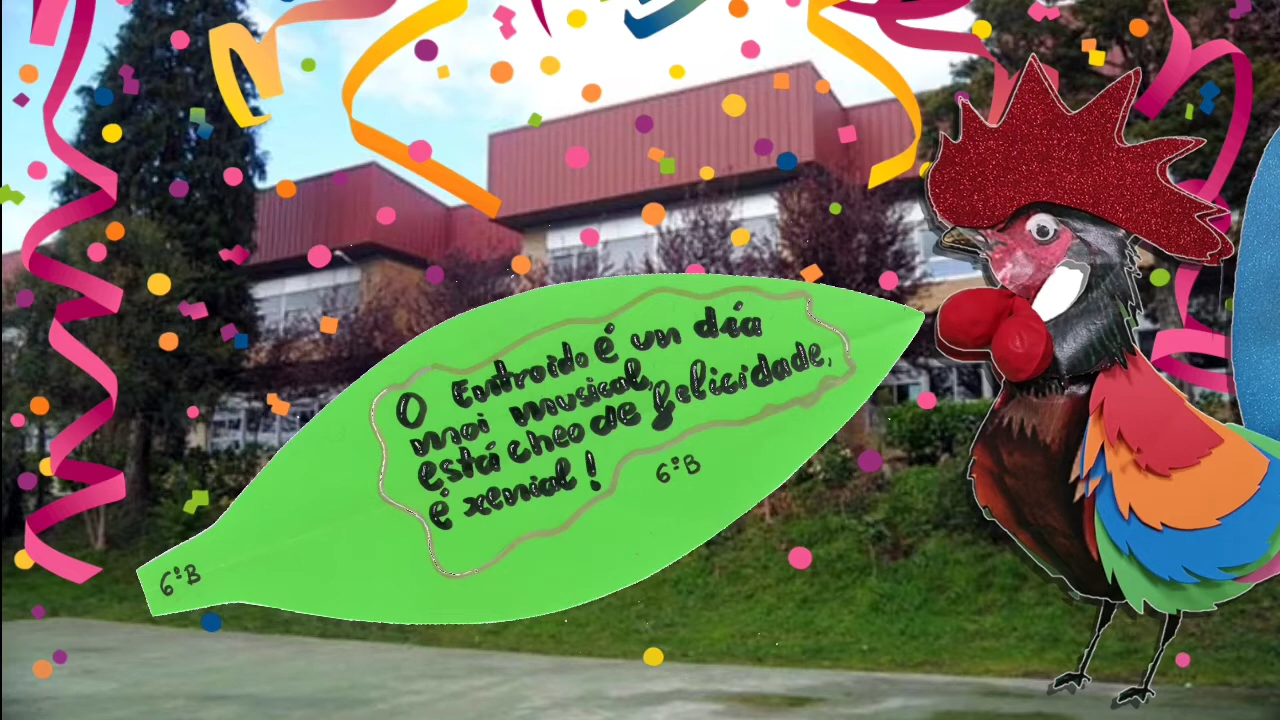 O Entroido é un día
moi musical,
está cheo de felicidade,
é xenial!
6ºB
6ºB